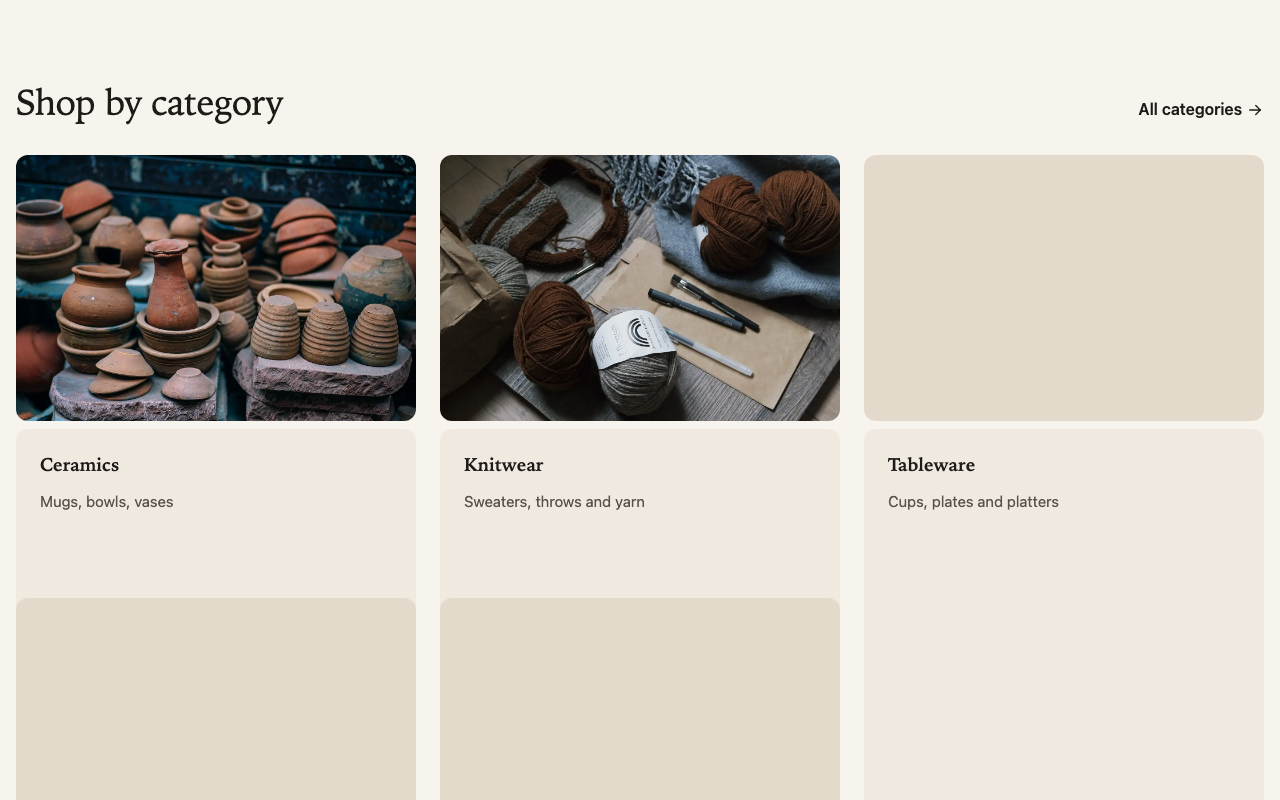 Shop by category
All categories →
Ceramics
Mugs, bowls, vases
Knitwear
Sweaters, throws and yarn
Tableware
Cups, plates and platters